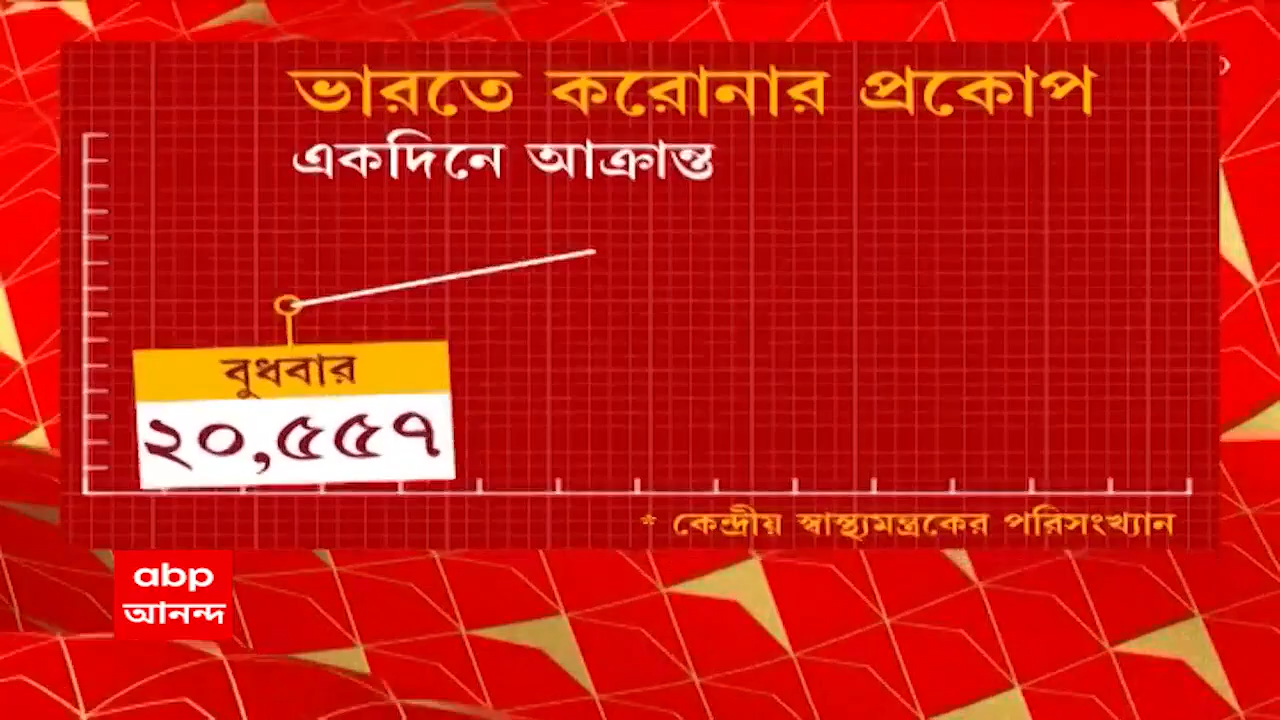 ভারতে করোনার প্রকোপ
একদিনে আক্রান্ত
বুধবার
২০,৫৫৭
* কেন্দ্রীয় স্বাস্থ্যমন্ত্রকের পরিসংখ্যান
abp
আনন্দ